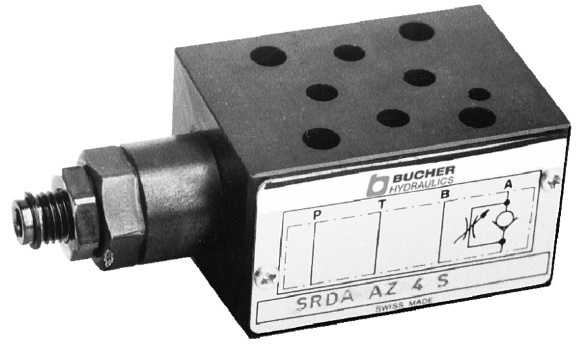 BUCHER
HYDRAULICS
P T B A
SRDA AZ 4 S
SWISS MADE